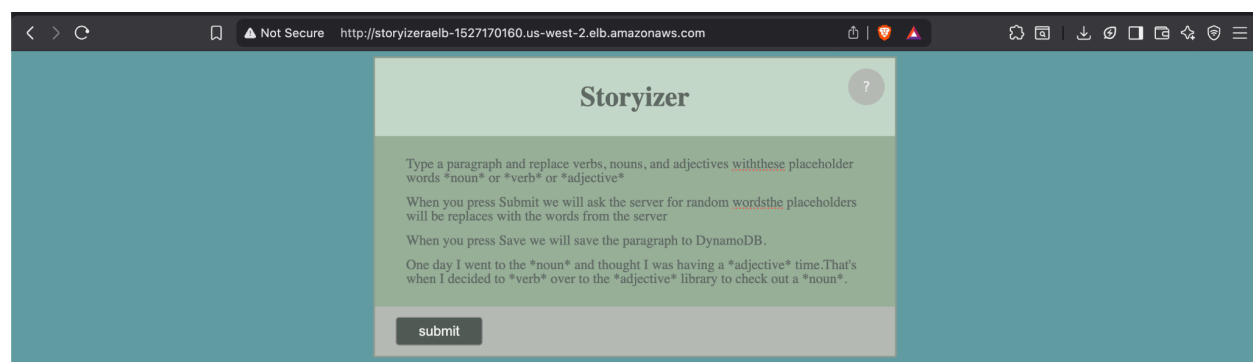 Not Secure http://storyizeraelb-1527170160.us-west-2.elb.amazonaws.com
Storyizer
?
Type a paragraph and replace verbs, nouns, and adjectives withthese placeholder
words *noun* or *verb* or *adjective*
When you press Submit we will ask the server for random wordsthe placeholders
will be replaces with the words from the server
When you press Save we will save the paragraph to DynamoDB.
One day I went to the *noun* and thought I was having a *adjective* time.That's
when I decided to *verb* over to the *adjective* library to check out a *noun*.
submit